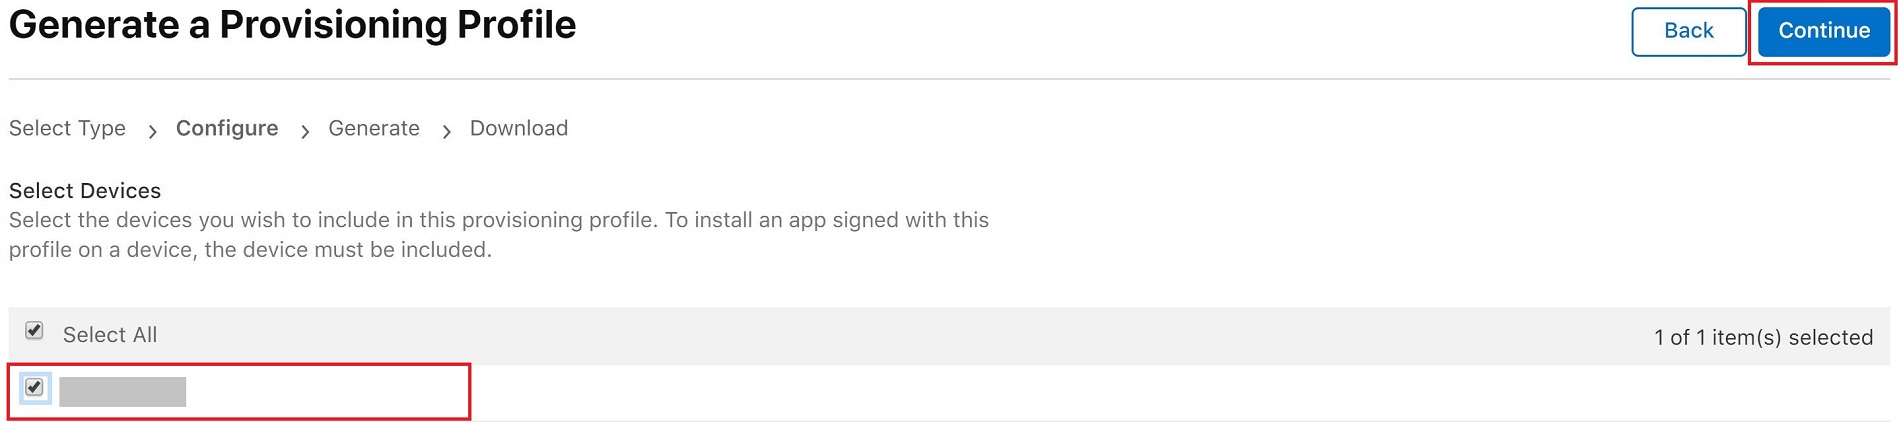 Generate a Provisioning Profile
Back
Continue
Select Type > Configure > Generate > Download
Select Devices
Select the devices you wish to include in this provisioning profile. To install an app signed with this
profile on a device, the device must be included.
Select All
1 of 1 item(s) selected